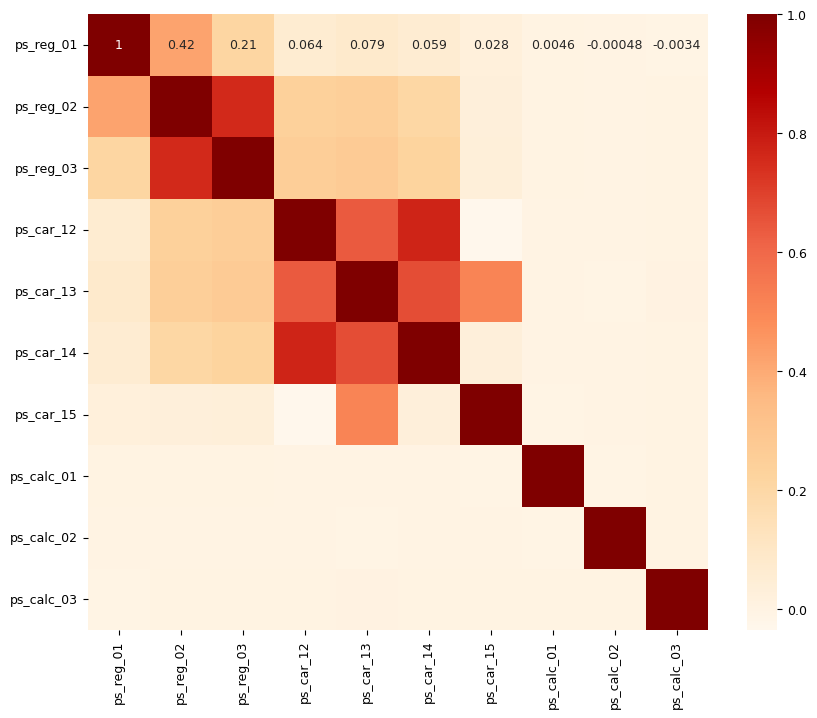 ps_reg_01 1 0.42 0.21 0.064 0.079 0.059 0.028 0.0046 -0.00048 -0.0034
ps_reg_02
ps_reg_03
ps_car_12
ps_car_13
ps_car_14
ps_car_15
ps_calc_01
ps_calc_02
ps_calc_03
ps_reg_01 ps_reg_02 ps_reg_03 ps_car_12 ps_car_13 ps_car_14 ps_car_15 ps_calc_01 ps_calc_02 ps_calc_03
1.0
0.8
0.6
0.4
0.2
0.0